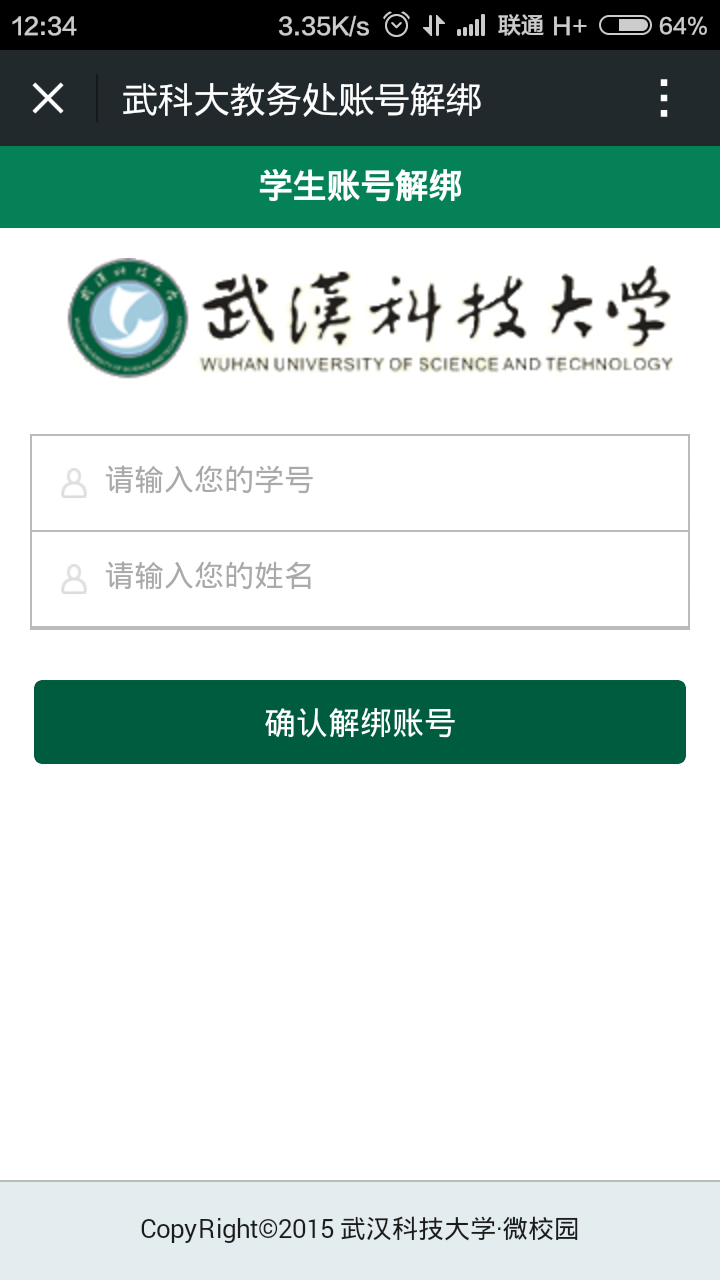 12:34 3.35K/s 联通 H+ 64%
武科大教务处账号解绑
学生账号解绑
武漢科技大学
WUHAN UNIVERSITY OF SCIENCE AND TECHNOLOGY
请输入您的学号
请输入您的姓名
确认解绑账号
CopyRight©2015 武汉科技大学·微校园